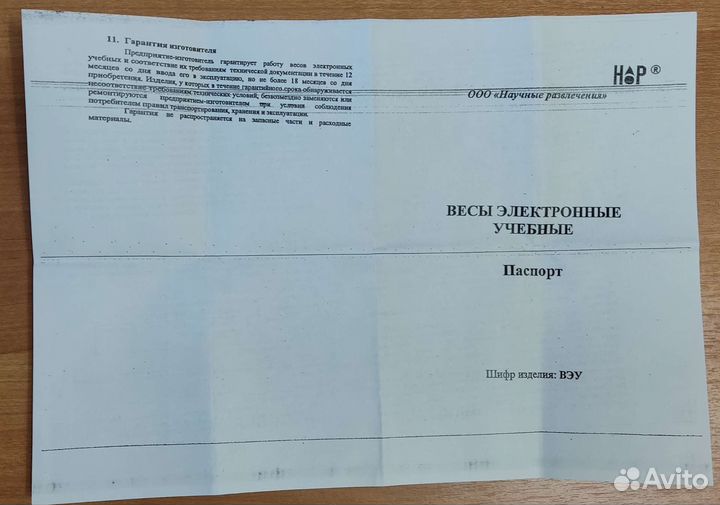 11. Гарантия изготовителя
Предприятие-изготовитель гарантирует работу весов электронных
учебных и соответствие их требованиям технической документации в течение 12
месяцев со дня ввода его в эксплуатацию, но не более 18 месяцев со дня
приобретения. Изделия, у которых в течение гарантийного срока обнаруживается
несоответствие требованиям технических условий, безвозмездно заменяются или
ремонтируются предприятием-изготовителем при условии соблюдения
потребителем правил транспортирования, хранения и эксплуатации.
Гарантия не распространяется на запасные части и расходные
материалы.
НР ®
ООО «Научные развлечения»
ВЕСЫ ЭЛЕКТРОННЫЕ
УЧЕБНЫЕ
Паспорт
Шифр изделия: ВЭУ
Avito